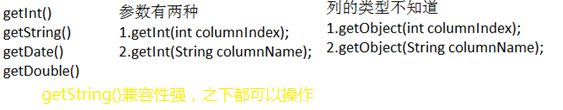 getInt()
getString()
getDate()
getDouble()
参数有两种
1.getInt(int columnIndex);
2.getInt(String columnName);
列的类型不知道
1.getObject(int columnIndex);
2.getObject(String columnName);
getString()兼容性强，之下都可以操作